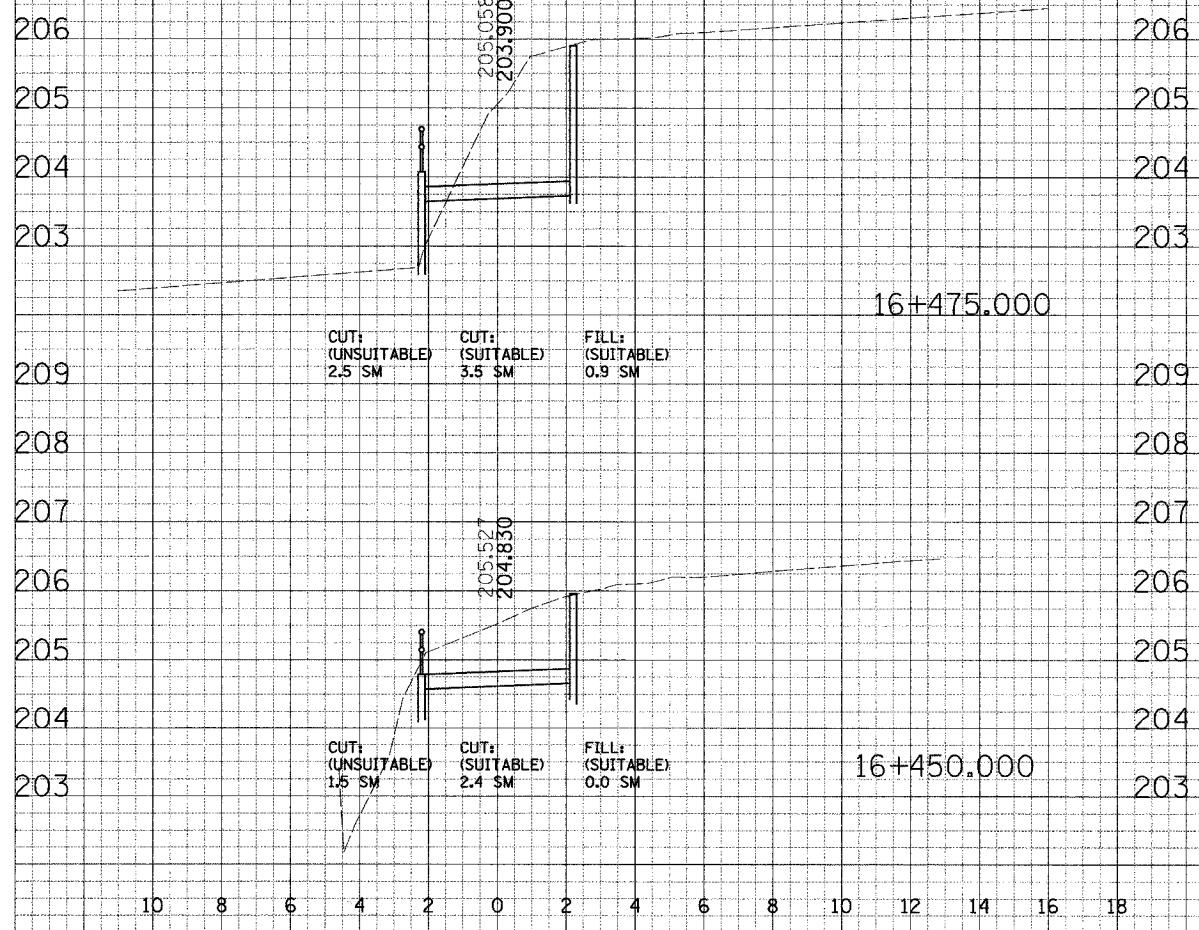 206 205.058 203.900 206
205 205
204 204
203 203
16+475.000
CUT: CUT: FILL:
(UNSUITABLE) (SUITABLE) (SUITABLE)
2.5 SM 3.5 SM 0.9 SM
209 209
208 208
207 207
205.527 204.830
206 206
205 205
204 204
CUT: CUT: FILL:
(UNSUITABLE) (SUITABLE) (SUITABLE) 16+450.000
1.5 SM 2.4 SM 0.0 SM
203 203
10 8 6 4 2 0 2 4 6 8 10 12 14 16 18